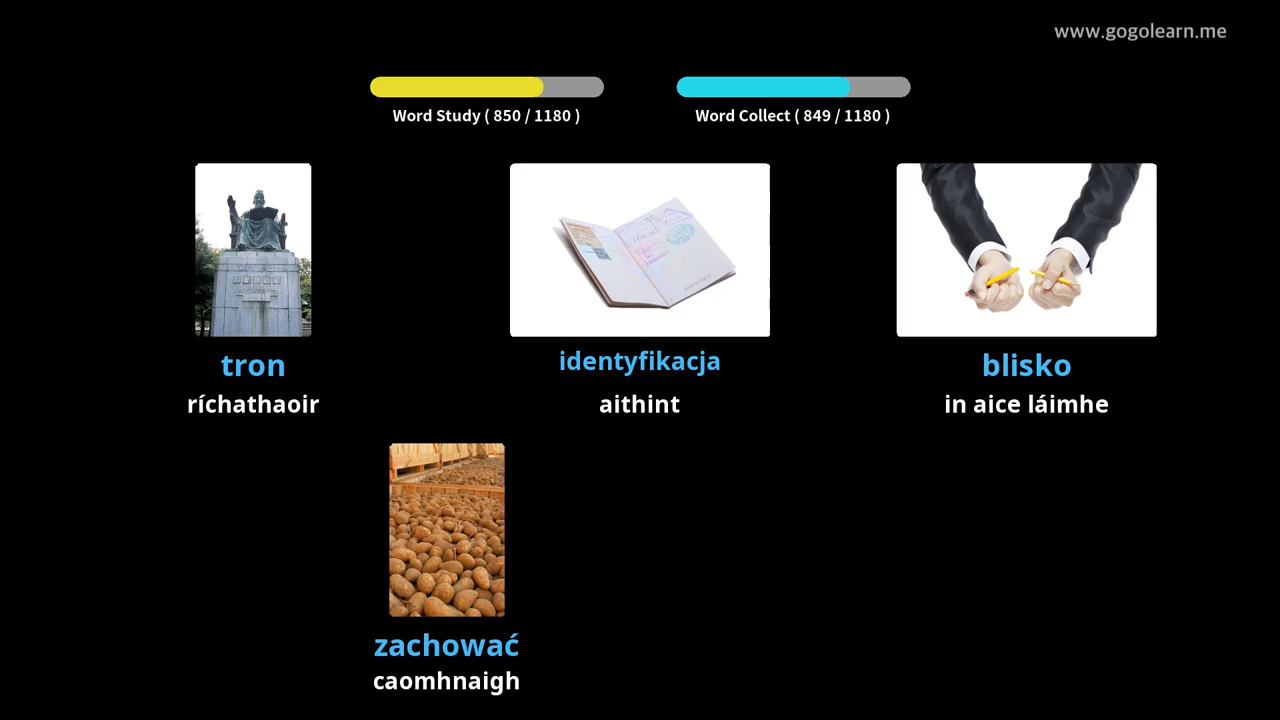 www.gogolearn.me
Word Study ( 850 / 1180 )
Word Collect ( 849 / 1180 )
tron
ríchathaoir
identyfikacja
aithint
blisko
in aice láimhe
zachować
caomhnaigh